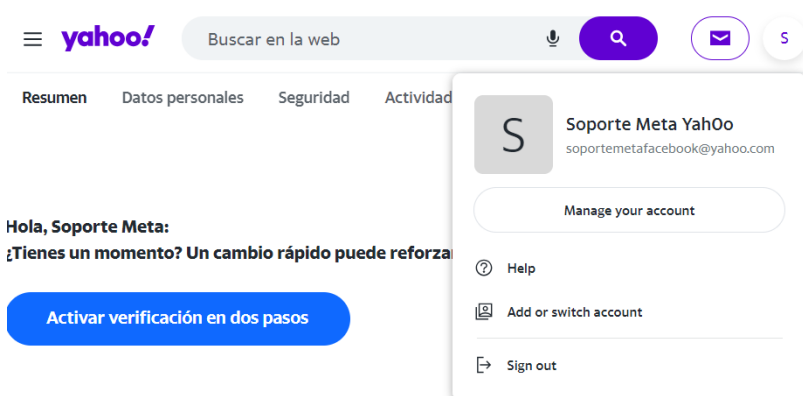 yahoo!
Buscar en la web
S
Resumen Datos personales Seguridad Actividad
S
Soporte Meta Yah0o
soportemetafacebook@yahoo.com
Manage your account
Hola, Soporte Meta:
¿Tienes un momento? Un cambio rápido puede reforza
Help
Activar verificación en dos pasos
Add or switch account
Sign out